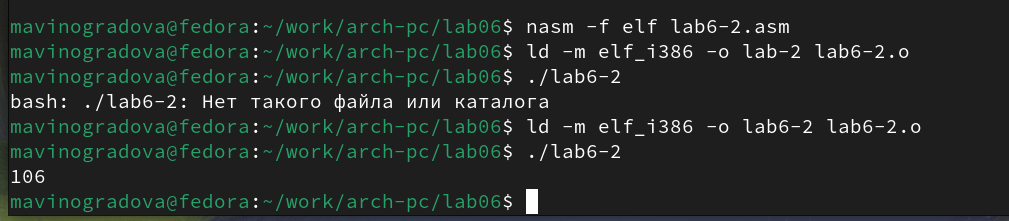 mavinogradova@fedora:~/work/arch-pc/lab06$ nasm -f elf lab6-2.asm
mavinogradova@fedora:~/work/arch-pc/lab06$ ld -m elf_i386 -o lab-2 lab6-2.o
mavinogradova@fedora:~/work/arch-pc/lab06$ ./lab6-2
bash: ./lab6-2: Нет такого файла или каталога
mavinogradova@fedora:~/work/arch-pc/lab06$ ld -m elf_i386 -o lab6-2 lab6-2.o
mavinogradova@fedora:~/work/arch-pc/lab06$ ./lab6-2
106
mavinogradova@fedora:~/work/arch-pc/lab06$